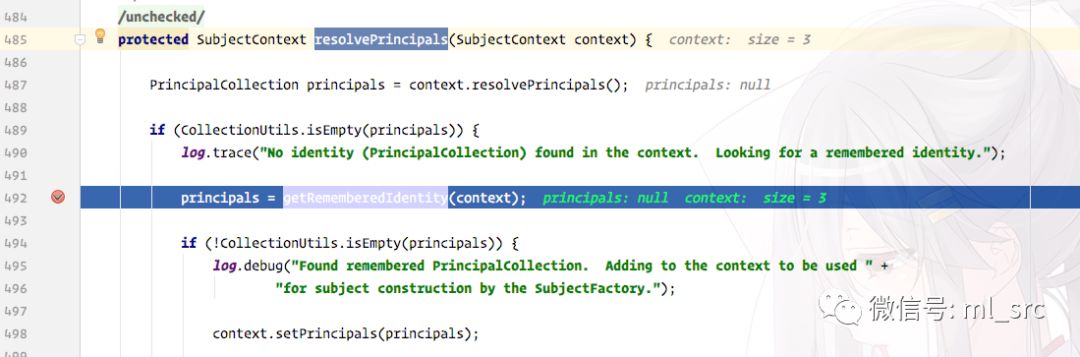 484 /unchecked/
485 protected SubjectContext resolvePrincipals(SubjectContext context) { context: size = 3
486
487 PrincipalCollection principals = context.resolvePrincipals(); principals: null
488
489 if (CollectionUtils.isEmpty(principals)) {
490 log.trace("No identity (PrincipalCollection) found in the context. Looking for a remembered identity.");
491
492 principals = getRememberedIdentity(context); principals: null context: size = 3
493
494 if (!CollectionUtils.isEmpty(principals)) {
495 log.debug("Found remembered PrincipalCollection. Adding to the context to be used " +
496 "for subject construction by the SubjectFactory.");
497
498 context.setPrincipals(principals);
微信号: ml_src